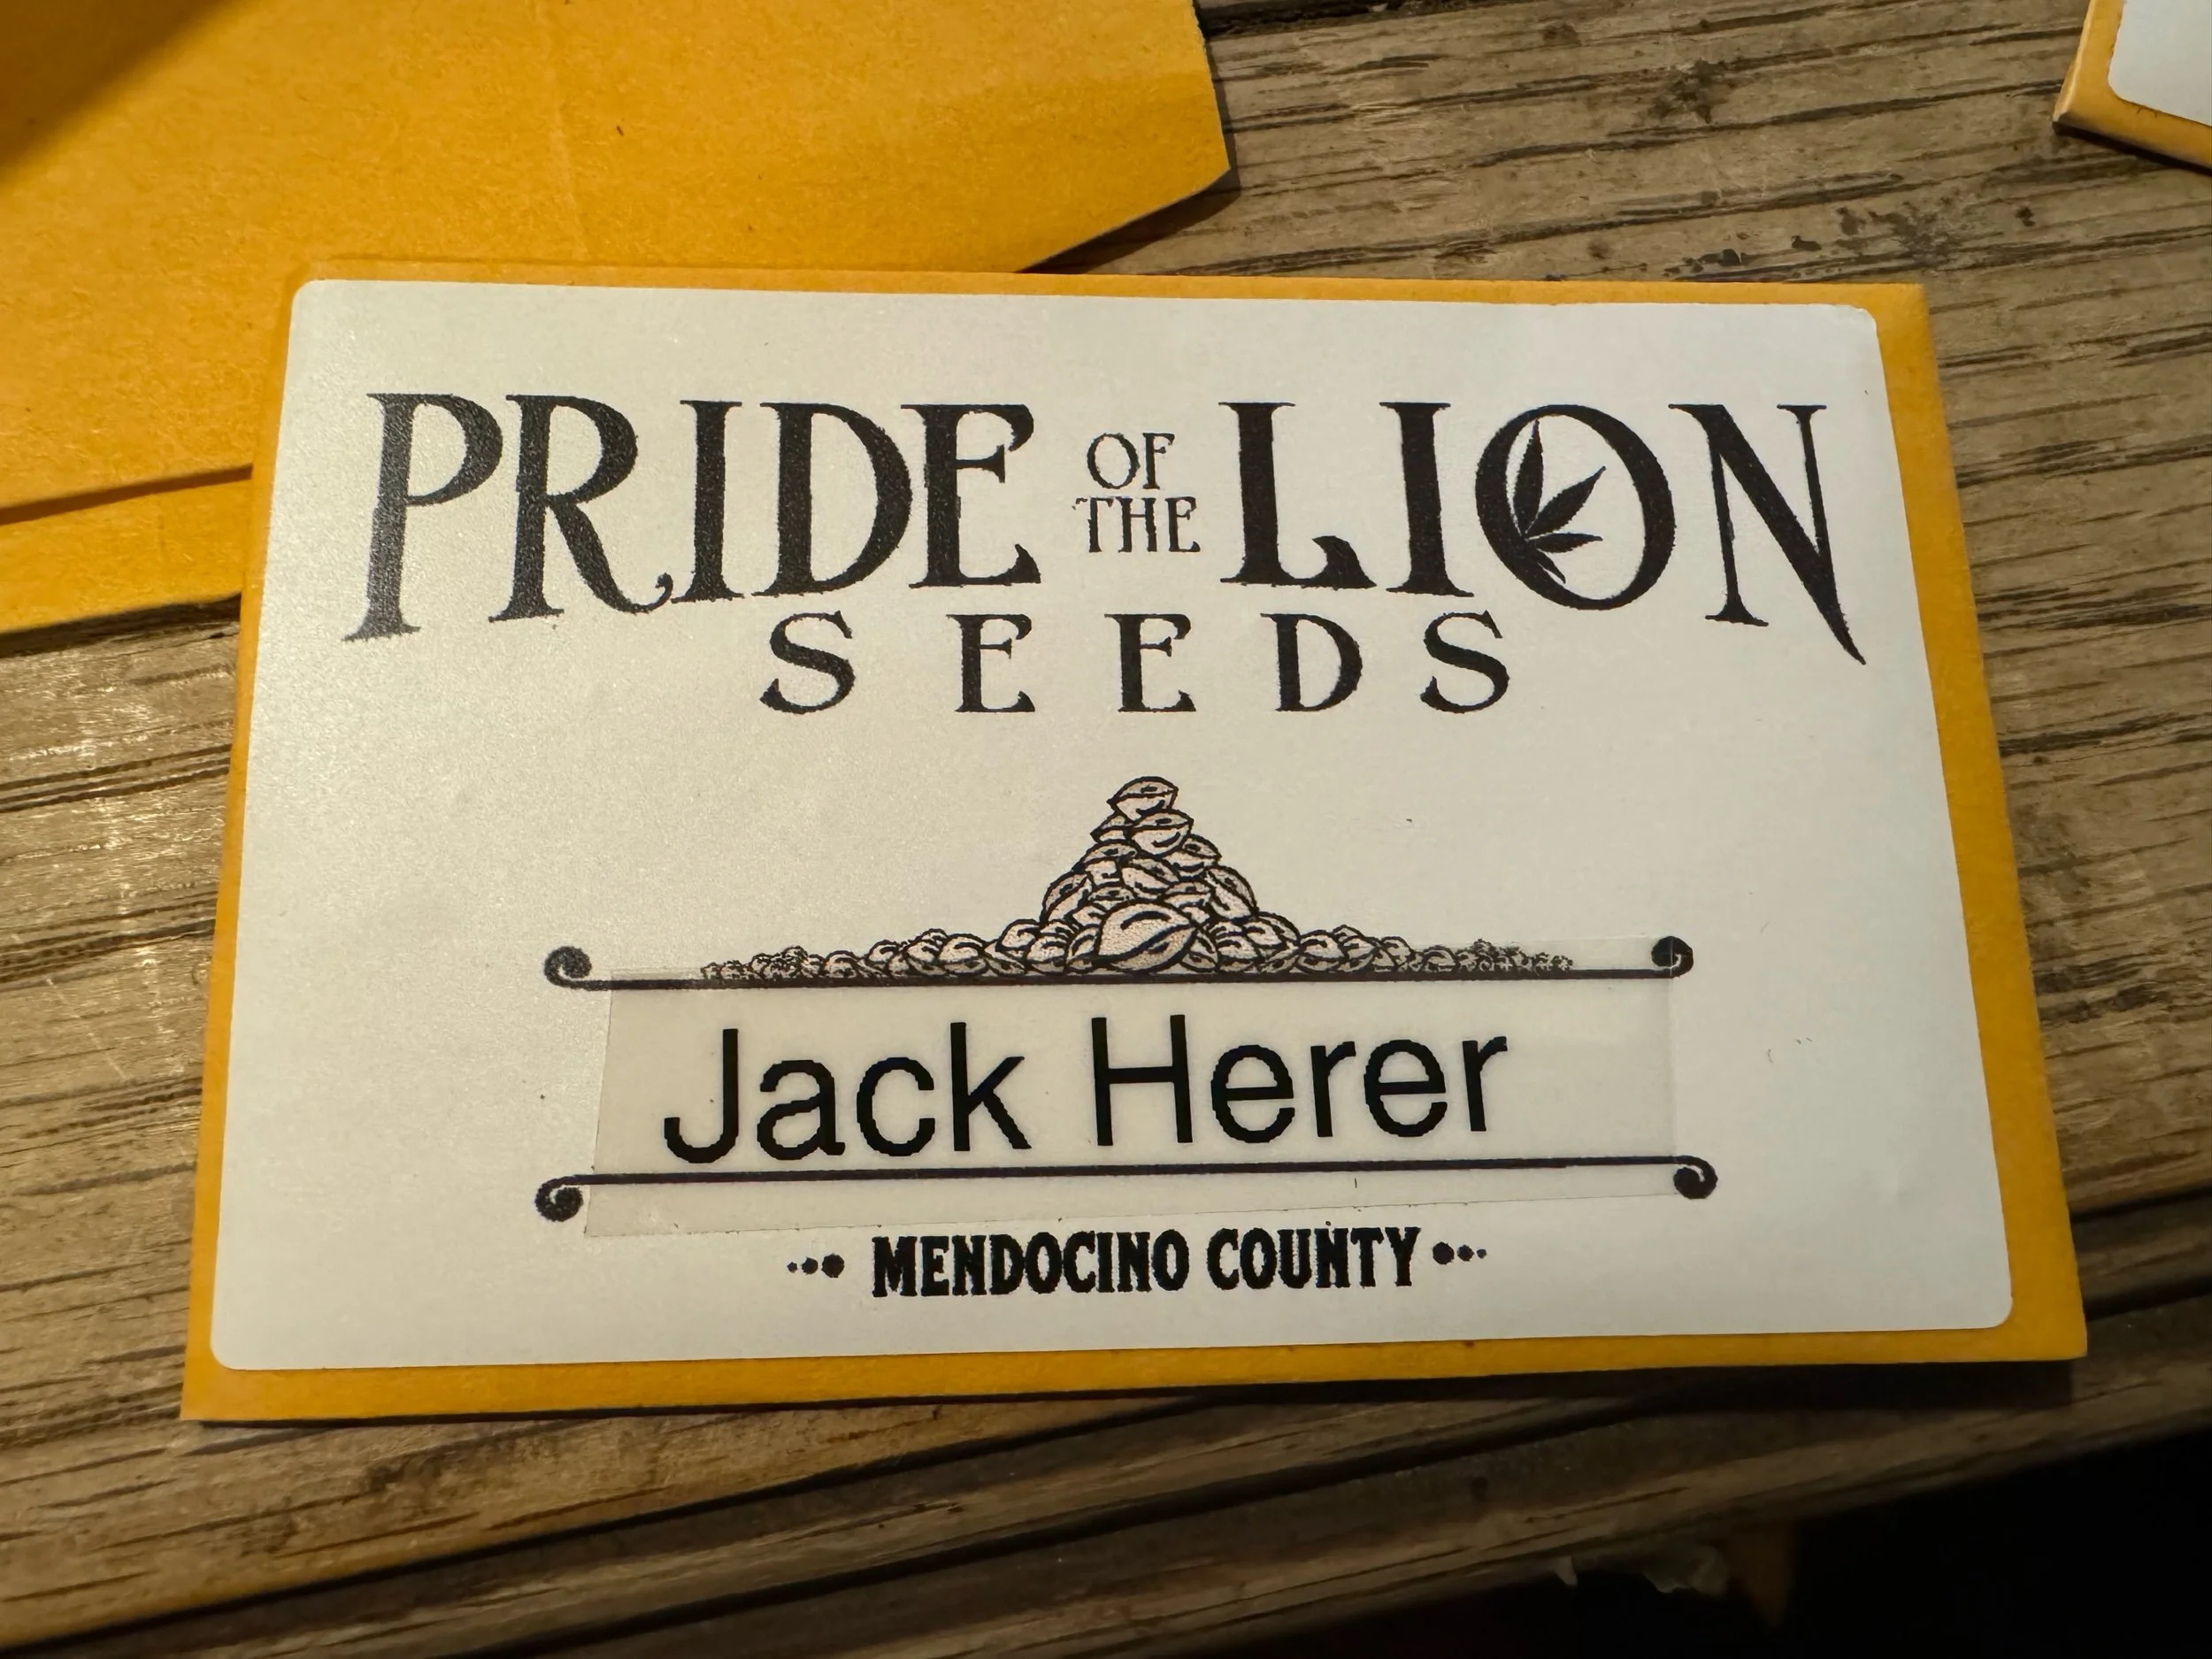 PRIDE OF THE LION
SEEDS
Jack Herer
MENDOCINO COUNTY